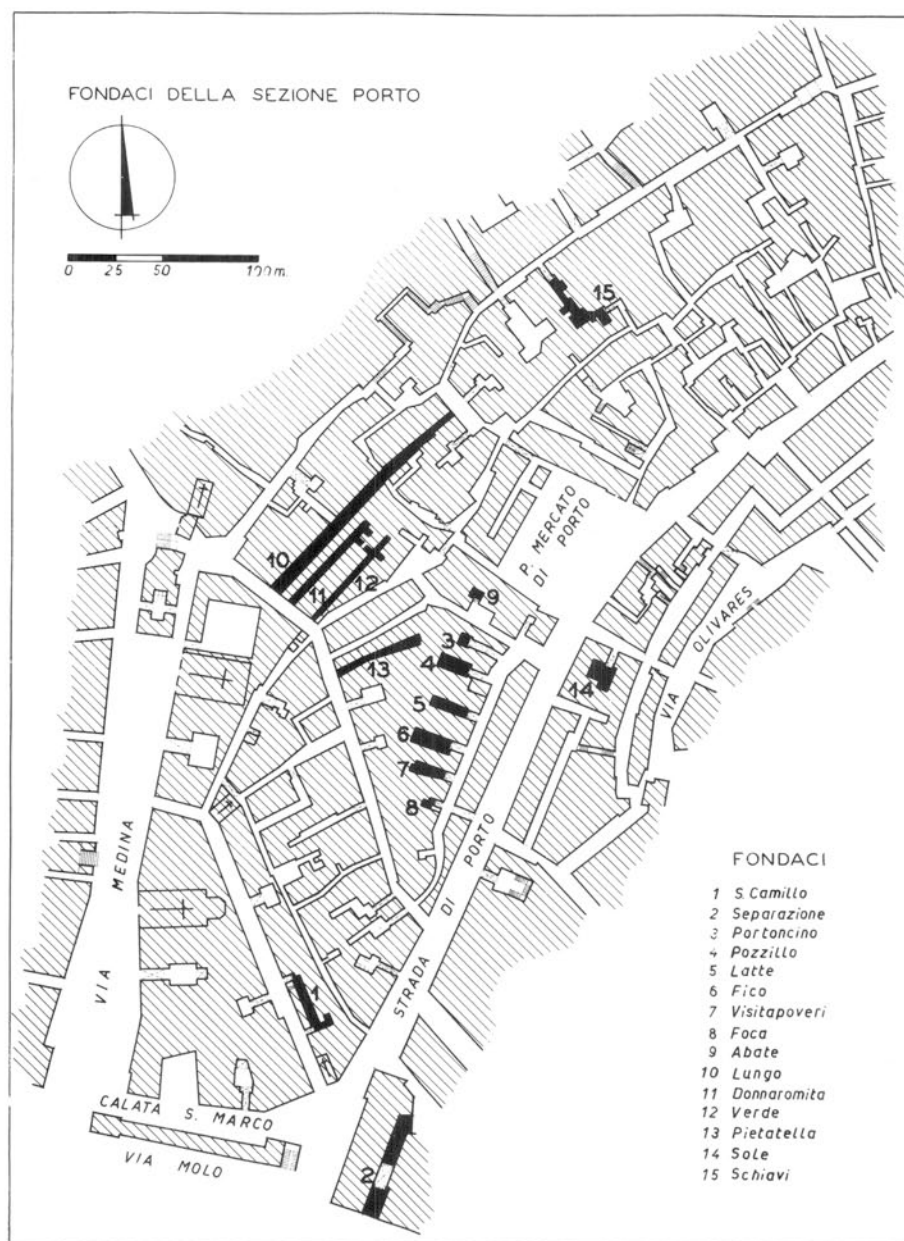 FONDACI DELLA SEZIONE PORTO
0 25 50 100 m.
15
10
11
12
9
3
4
13
5
6
7
8
14
1
2
P. MERCATO
DI PORTO
VIA OLIVARES
VIA MEDINA
STRADA DI PORTO
CALATA S. MARCO
VIA MOLO
FONDACI
1 S. Camillo
2 Separazione
3 Portoncino
4 Pozzillo
5 Latte
6 Fico
7 Visitapoveri
8 Foca
9 Abate
10 Lungo
11 Donnaromita
12 Verde
13 Pietatella
14 Sole
15 Schiavi